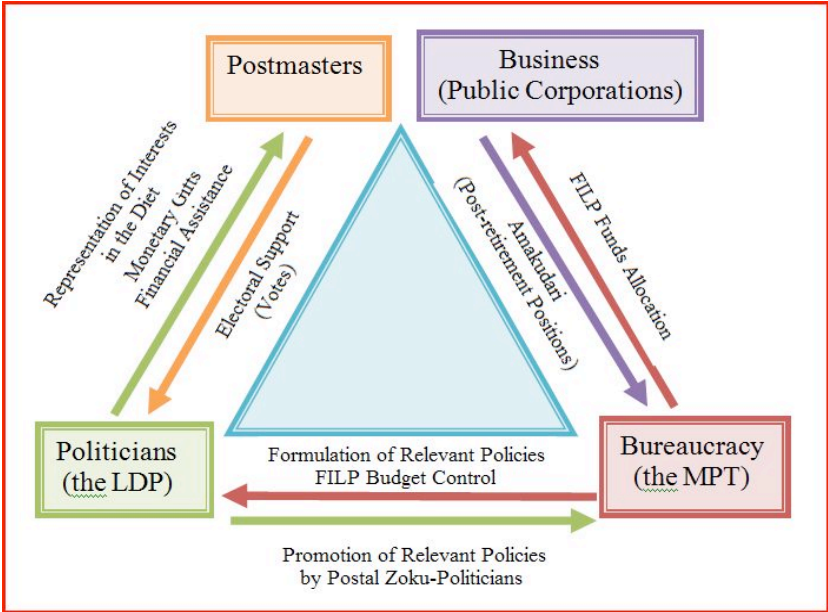 Postmasters
Business
(Public Corporations)
Representation of Interests
in the Diet
Monetary Gifts
Financial Assistance
Electoral Support
(Votes)
Amakudari
(Post-retirement Positions)
FILP Funds Allocation
Politicians
(the LDP)
Formulation of Relevant Policies
FILP Budget Control
Bureaucracy
(the MPT)
Promotion of Relevant Policies
by Postal Zoku-Politicians